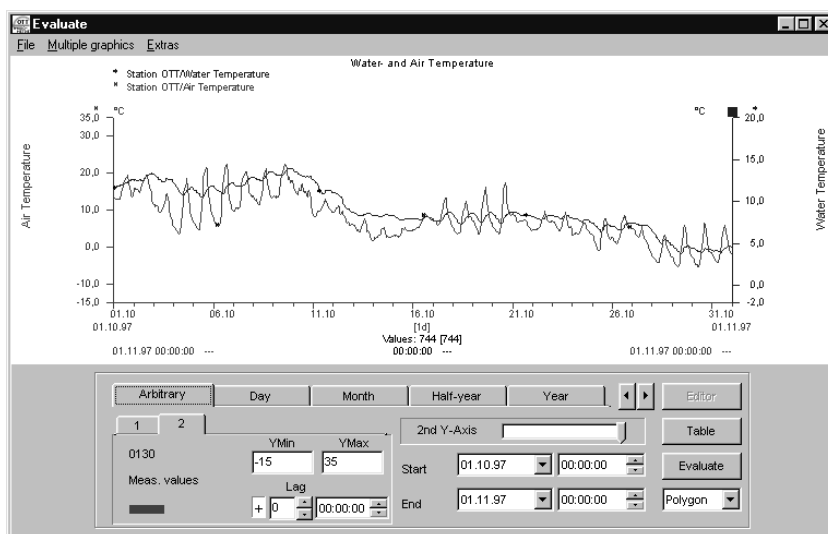 OTT Evaluate
File Multiple graphics Extras
Water- and Air Temperature
Station OTT/Water Temperature
Station OTT/Air Temperature
°C
°C
35,0
30,0
20,0
10,0
0,0
-10,0
-15,0
Air Temperature
20,0
15,0
10,0
5,0
0,0
-2,0
Water Temperature
01.10 06.10 11.10 16.10 21.10 26.10 31.10
01.10.97 [1d] 01.11.97
Values: 744 [744]
01.11.97 00:00:00 --- 00:00:00 --- 01.11.97 00:00:00 ---
Arbitrary Day Month Half-year Year Editor
1 2
2nd Y-Axis
Table
YMin YMax
0130 -15 35
Start 01.10.97 00:00:00 Evaluate
Meas. values
Lag
+ 0 00:00:00
End 01.11.97 00:00:00 Polygon